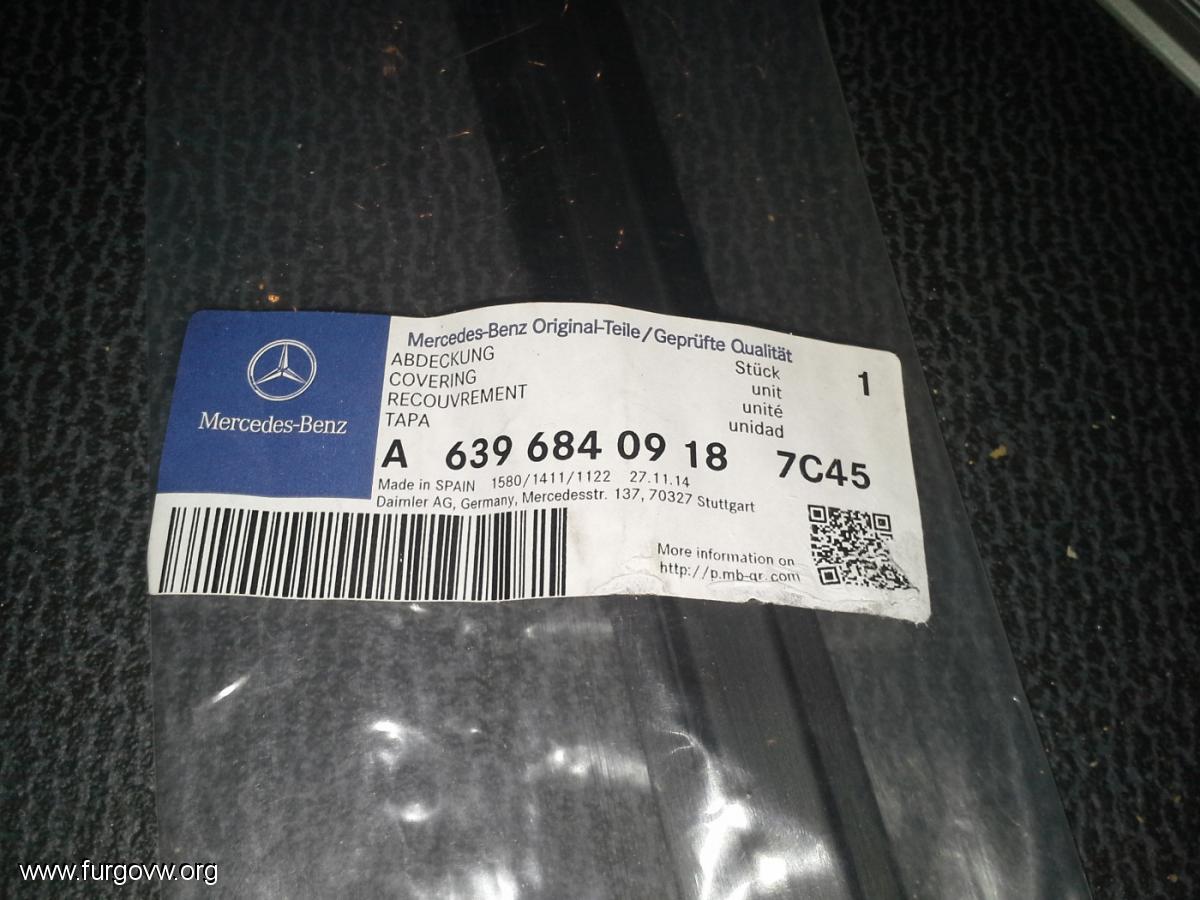 Mercedes-Benz
Mercedes-Benz Original-Teile/Geprüfte Qualität
ABDECKUNG Stück 1
COVERING unit
RECOUVREMENT unité
TAPA unidad
A 639 684 09 18 7C45
Made in SPAIN 1580/1411/1122 27.11.14
Daimler AG, Germany, Mercedesstr. 137, 70327 Stuttgart
More information on
http://p.mb-qr.com
www.furgovw.org